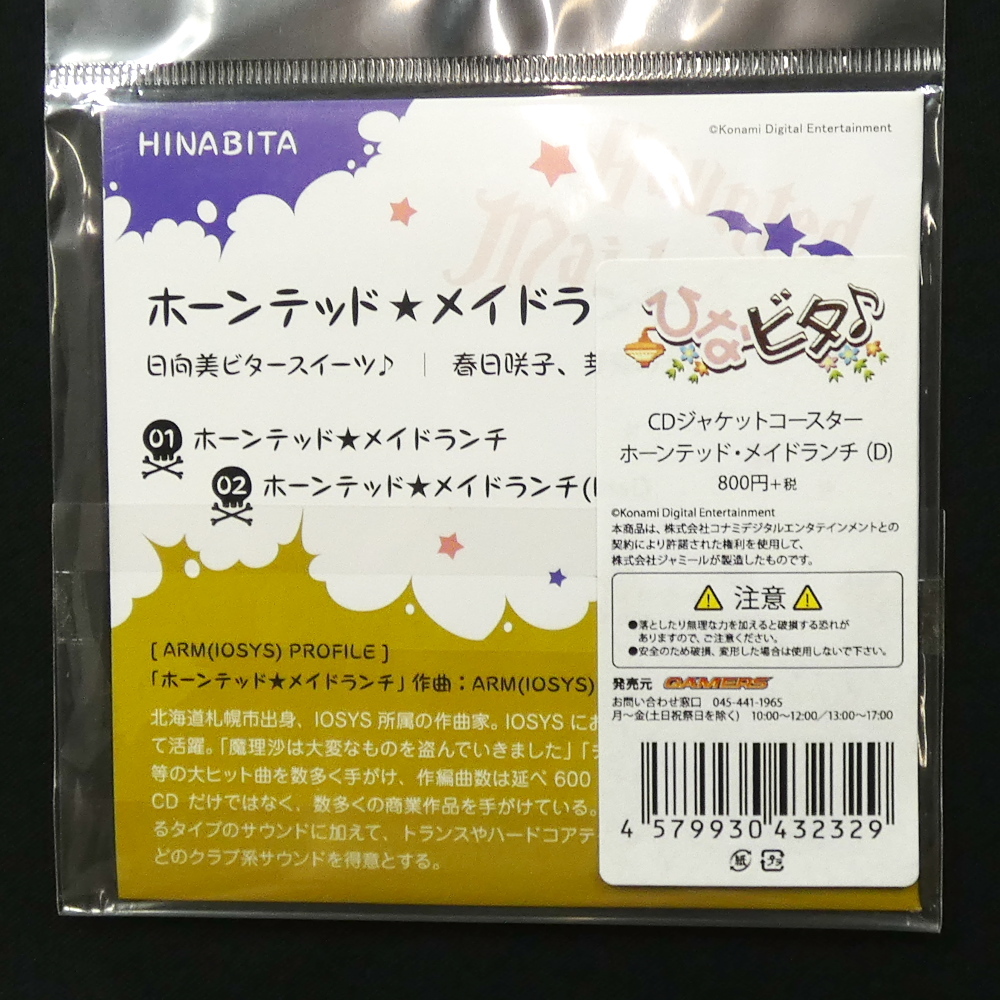 HINABITA
©Konami Digital Entertainment
Haunted
Mai
ホーンテッド★メイドラ
日向美ビタースイーツ♪ | 春日咲子、
01 ホーンテッド★メイドランチ
02 ホーンテッド★メイドランチ(
[ ARM(IOSYS) PROFILE ]
「ホーンテッド★メイドランチ」作曲：ARM(IOSYS)
北海道札幌市出身、IOSYS 所属の作曲家。IOSYS にお
て活躍。「魔理沙は大変なものを盗んでいきました」「
等の大ヒット曲を数多く手がけ、作編曲数は延べ 600
CD だけではなく、数多くの商業作品を手がけている。
るタイプのサウンドに加えて、トランスやハードコアテ
どのクラブ系サウンドを得意とする。
ひなビタ♪
CDジャケットコースター
ホーンテッド・メイドランチ (D)
800円+税
©Konami Digital Entertainment
本商品は、株式会社コナミデジタルエンタテインメントとの
契約により許諾された権利を使用して、
株式会社ジャミールが製造したものです。
注意
●落としたり無理な力を加えると破損する恐れが
ありますので、ご注意ください。
●安全のため破損、変形した場合は使用しないで下さい。
発売元 GAMERS
お問い合わせ窓口 045-441-1965
月～金(土日祝祭日を除く) 10:00～12:00／13:00～17:00
4 579930 432329
紙 プラ